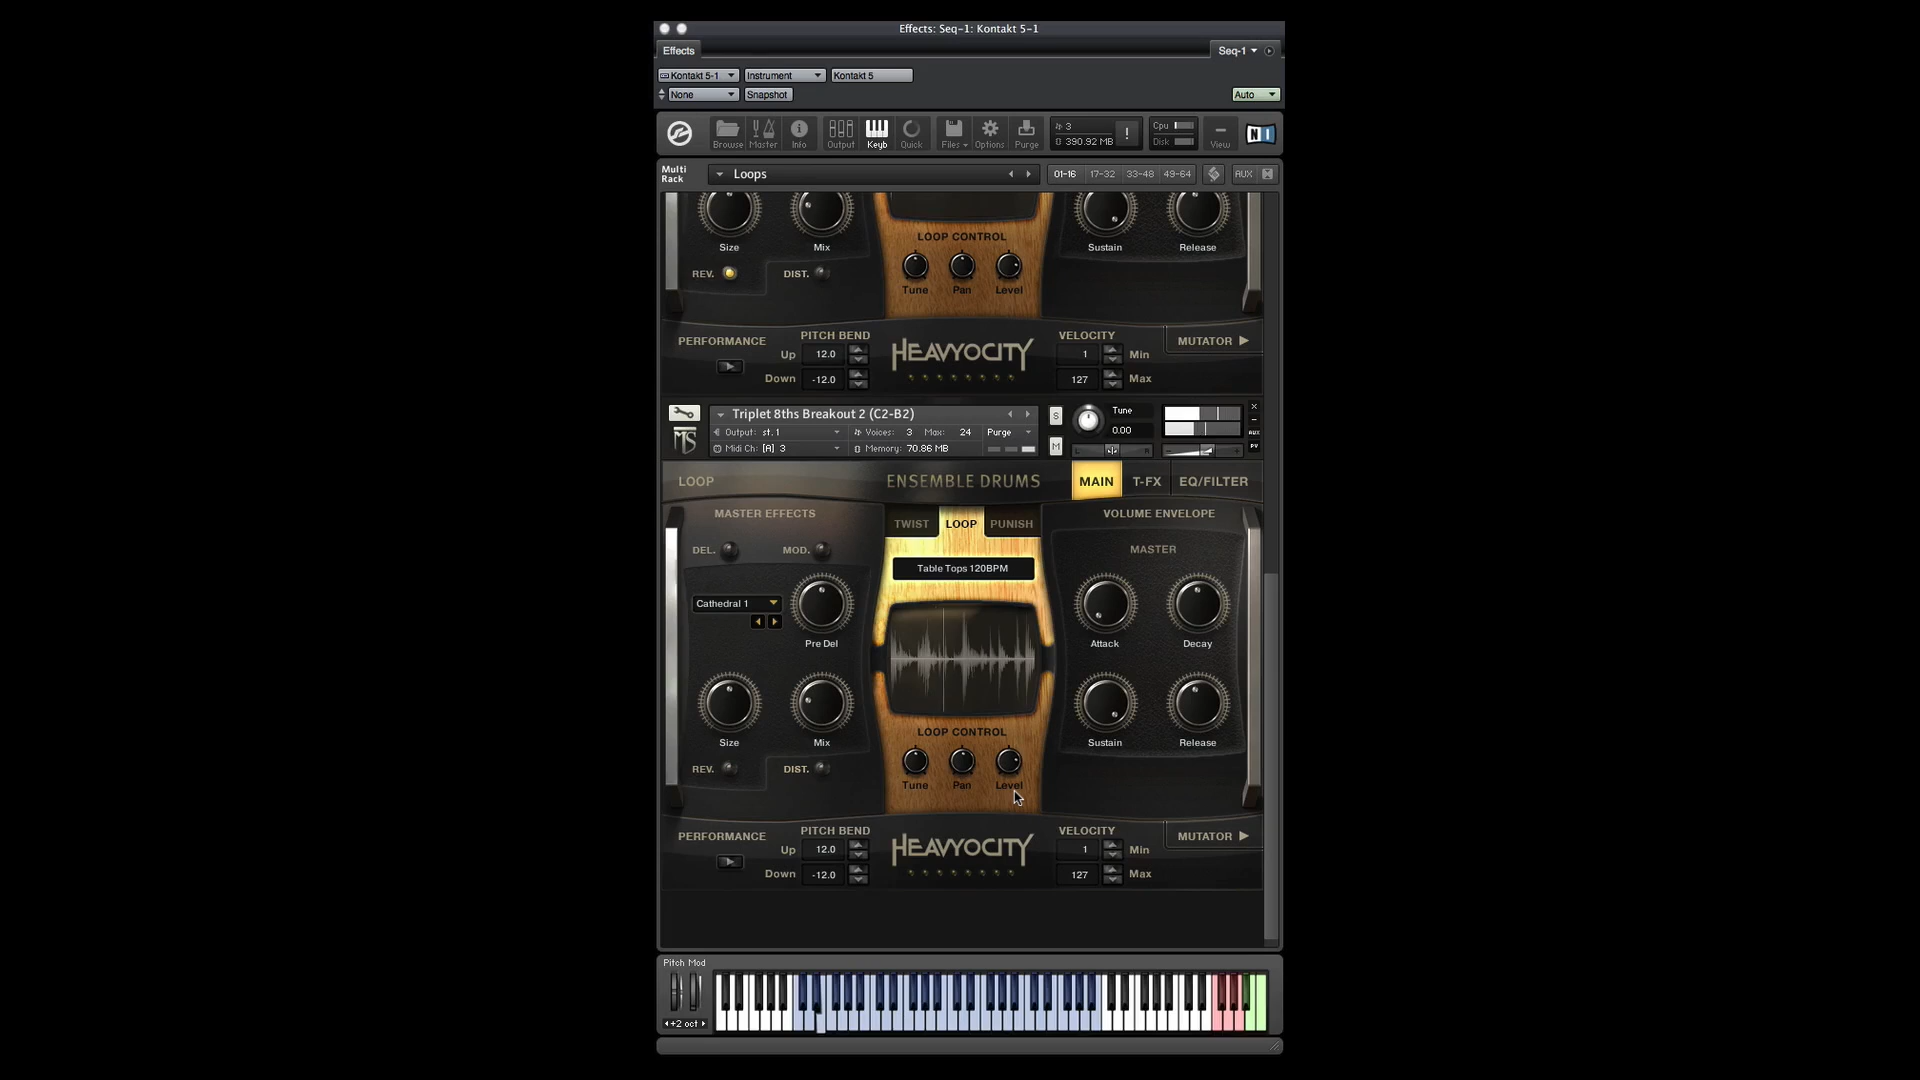 Effects: Seq-1: Kontakt 5-1
Effects
Seq-1
Kontakt 5-1 Instrument Kontakt 5
None Snapshot Auto
Browse Master Info Output Keyb Quick Files Options Purge
3
390.92 MB
!
Cpu
Disk
View
NI
Multi Rack
Loops
01-16 17-32 33-48 49-64 AUX
Size Mix
LOOP CONTROL
Sustain Release
REV. DIST.
Tune Pan Level
PERFORMANCE
PITCH BEND
Up 12.0
Down -12.0
HEAVYOCITY
VELOCITY
1 Min
127 Max
MUTATOR
Triplet 8ths Breakout 2 (C2-B2)
Output: st.1 Voices: 3 Max: 24 Purge
Midi Ch: [A] 3 Memory: 70.86 MB
S
M
Tune
0.00
L R
AUX
PV
LOOP
ENSEMBLE DRUMS
MAIN T-FX EQ/FILTER
MASTER EFFECTS
TWIST LOOP PUNISH
VOLUME ENVELOPE
DEL. MOD.
MASTER
Table Tops 120BPM
Cathedral 1
Pre Del
Attack Decay
Size Mix
LOOP CONTROL
Sustain Release
REV. DIST.
Tune Pan Level
PERFORMANCE
PITCH BEND
Up 12.0
Down -12.0
HEAVYOCITY
VELOCITY
1 Min
127 Max
MUTATOR
Pitch Mod
+2 oct